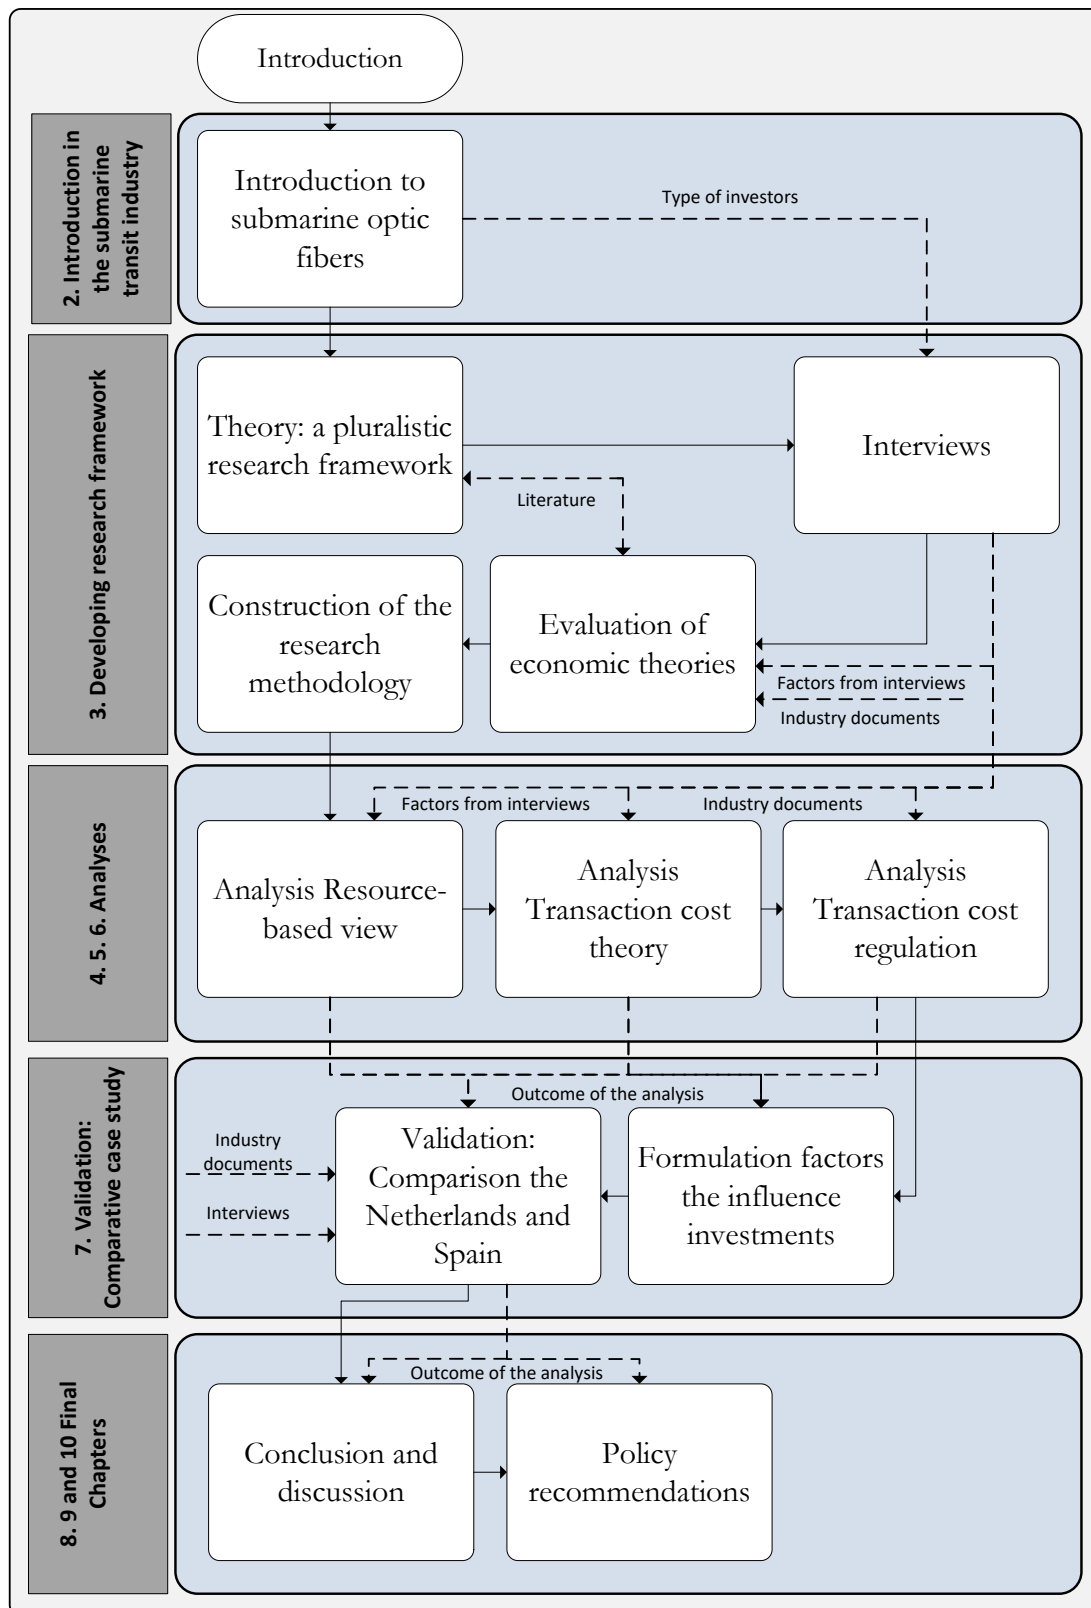 Introduction
2. Introduction in
the submarine
transit industry
Introduction to
submarine optic
fibers
Type of investors
3. Developing research framework
Theory: a pluralistic
research framework
Interviews
Literature
Construction of the
research
methodology
Evaluation of
economic theories
Factors from interviews
Industry documents
4. 5. 6. Analyses
Factors from interviews
Industry documents
Analysis Resource-
based view
Analysis
Transaction cost
theory
Analysis
Transaction cost
regulation
7. Validation:
Comparative case study
Outcome of the analysis
Industry
documents
Interviews
Validation:
Comparison the
Netherlands and
Spain
Formulation factors
the influence
investments
8. 9 and 10 Final
Chapters
Outcome of the analysis
Conclusion and
discussion
Policy
recommendations